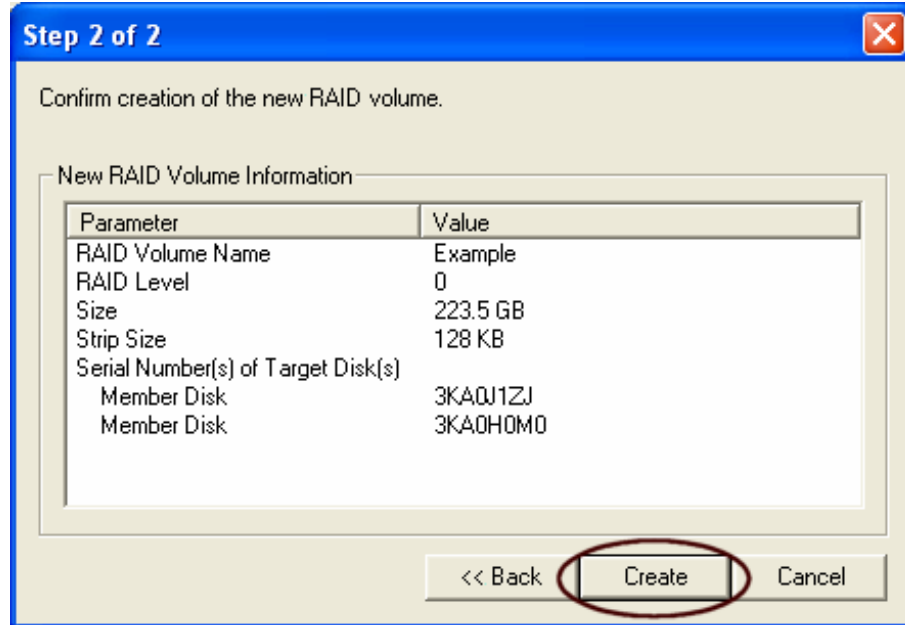 Step 2 of 2
Confirm creation of the new RAID volume.
New RAID Volume Information
Parameter Value
RAID Volume Name Example
RAID Level 0
Size 223.5 GB
Strip Size 128 KB
Serial Number(s) of Target Disk(s)
Member Disk 3KA0J1ZJ
Member Disk 3KA0H0M0
<< Back Create Cancel